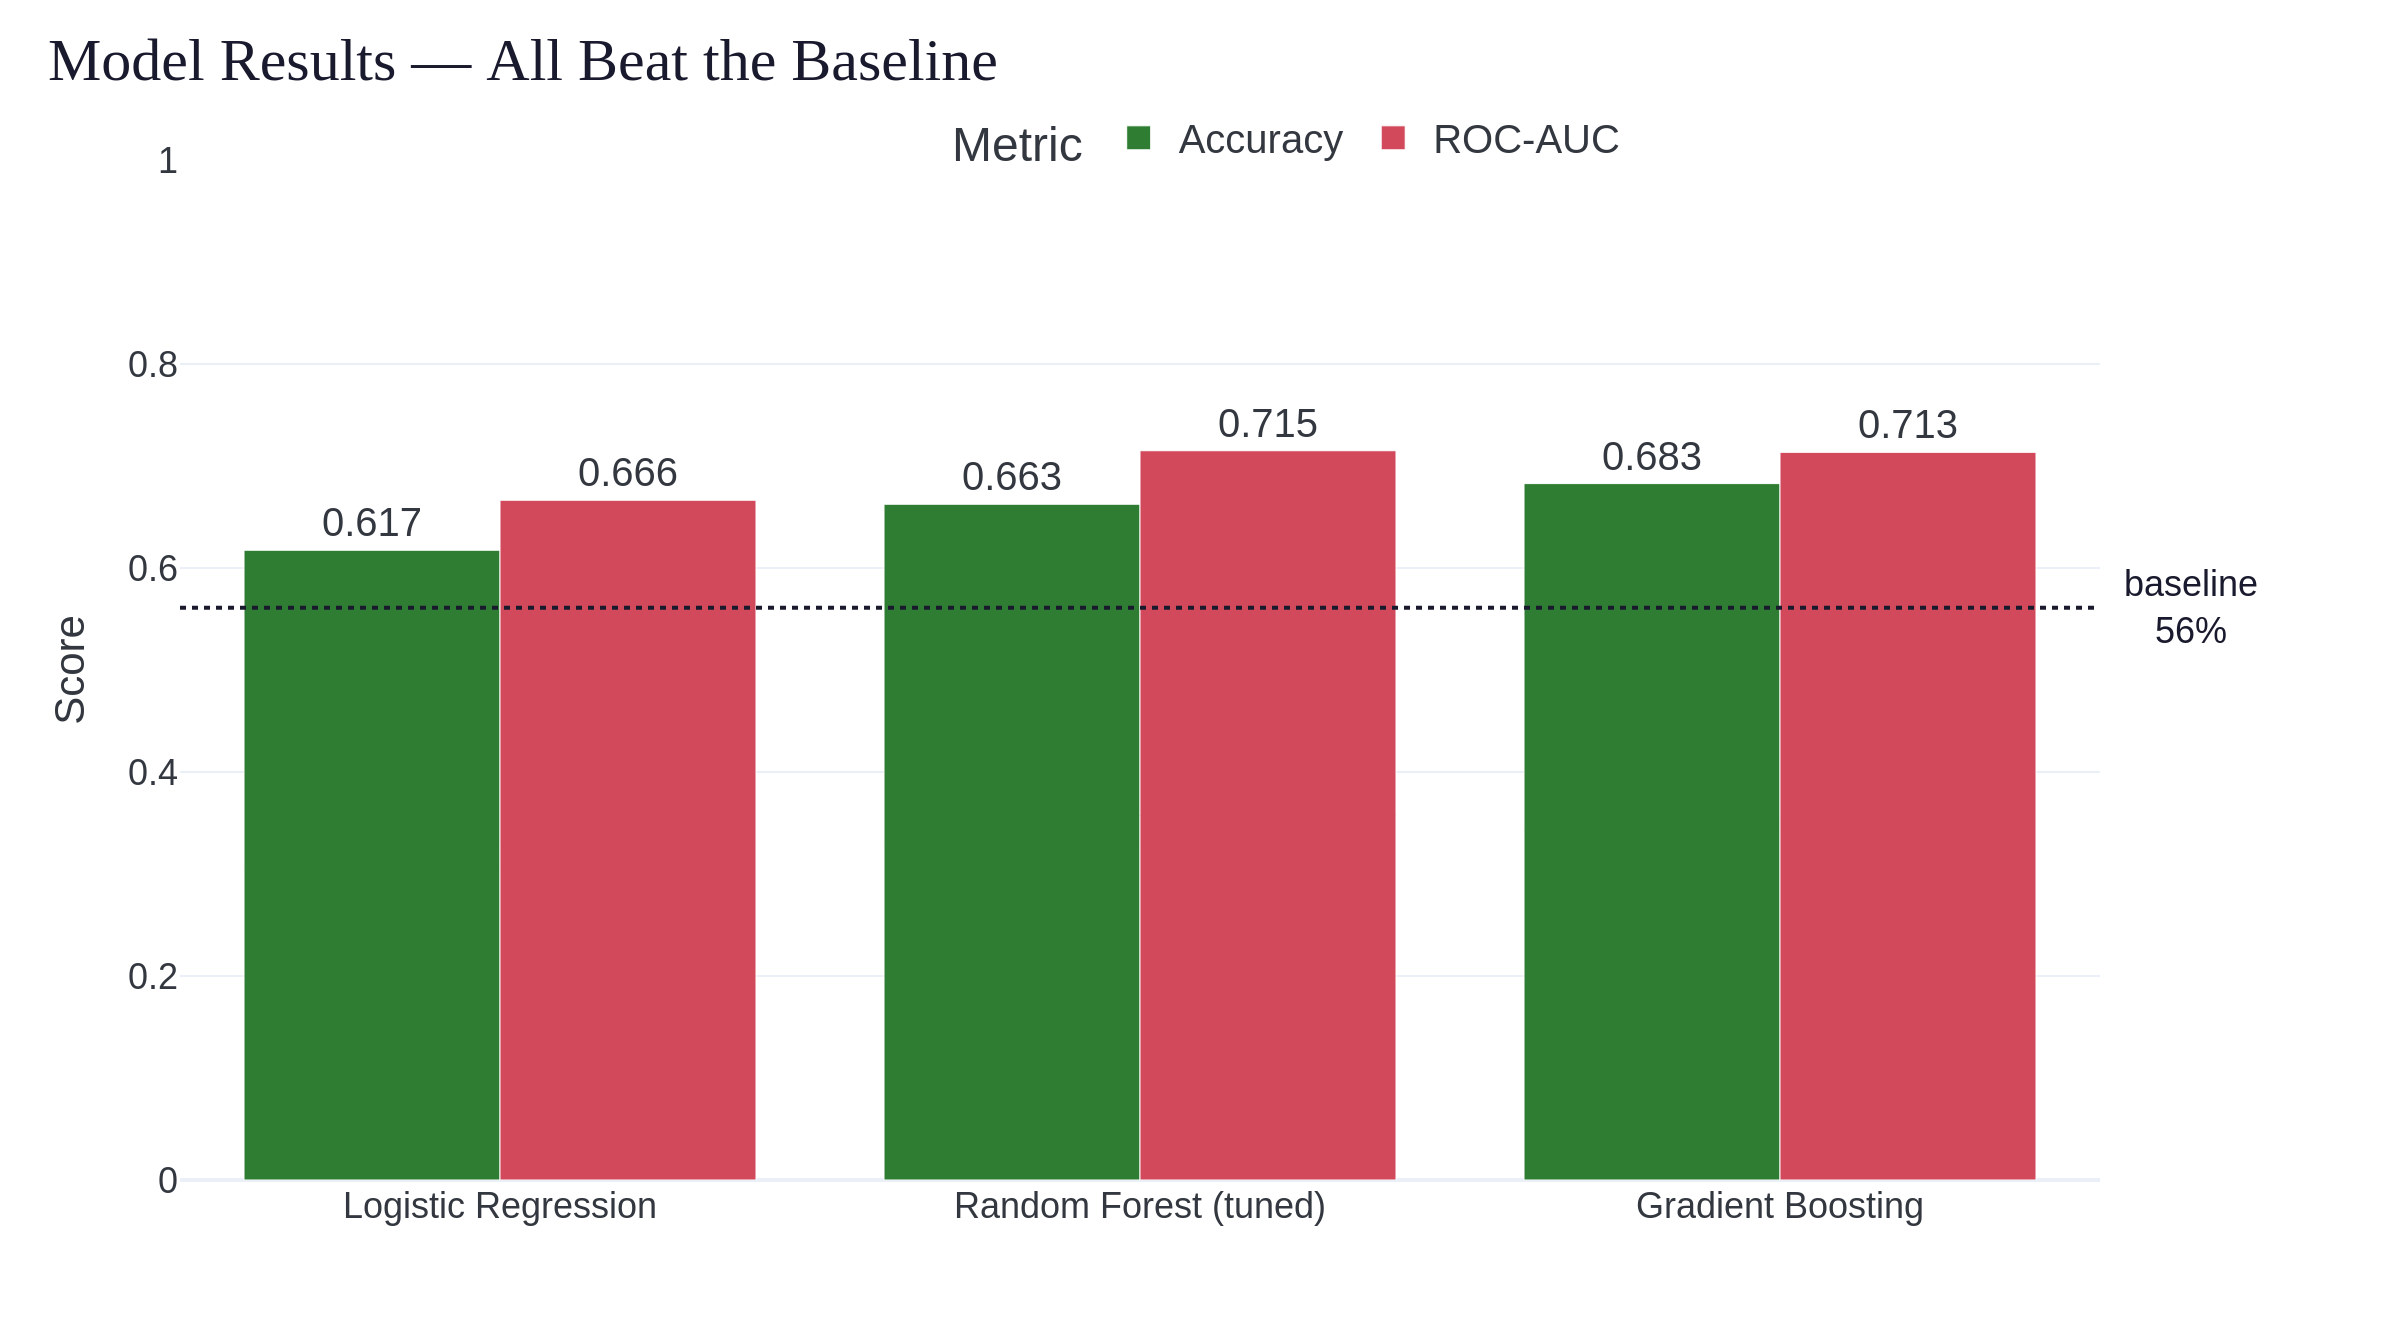 Model Results — All Beat the Baseline
Metric Accuracy ROC-AUC
1
0.8
0.6
0.4
0.2
0
Score
0.617
0.666
0.663
0.715
0.683
0.713
baseline
56%
Logistic Regression
Random Forest (tuned)
Gradient Boosting